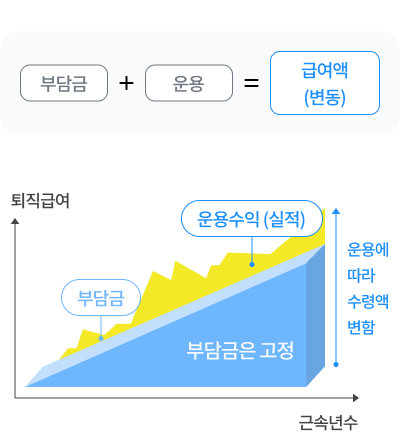 부담금 + 운용 = 급여액
(변동)
퇴직급여
운용수익 (실적)
운용에
따라
수령액
변함
부담금
부담금은 고정
근속년수